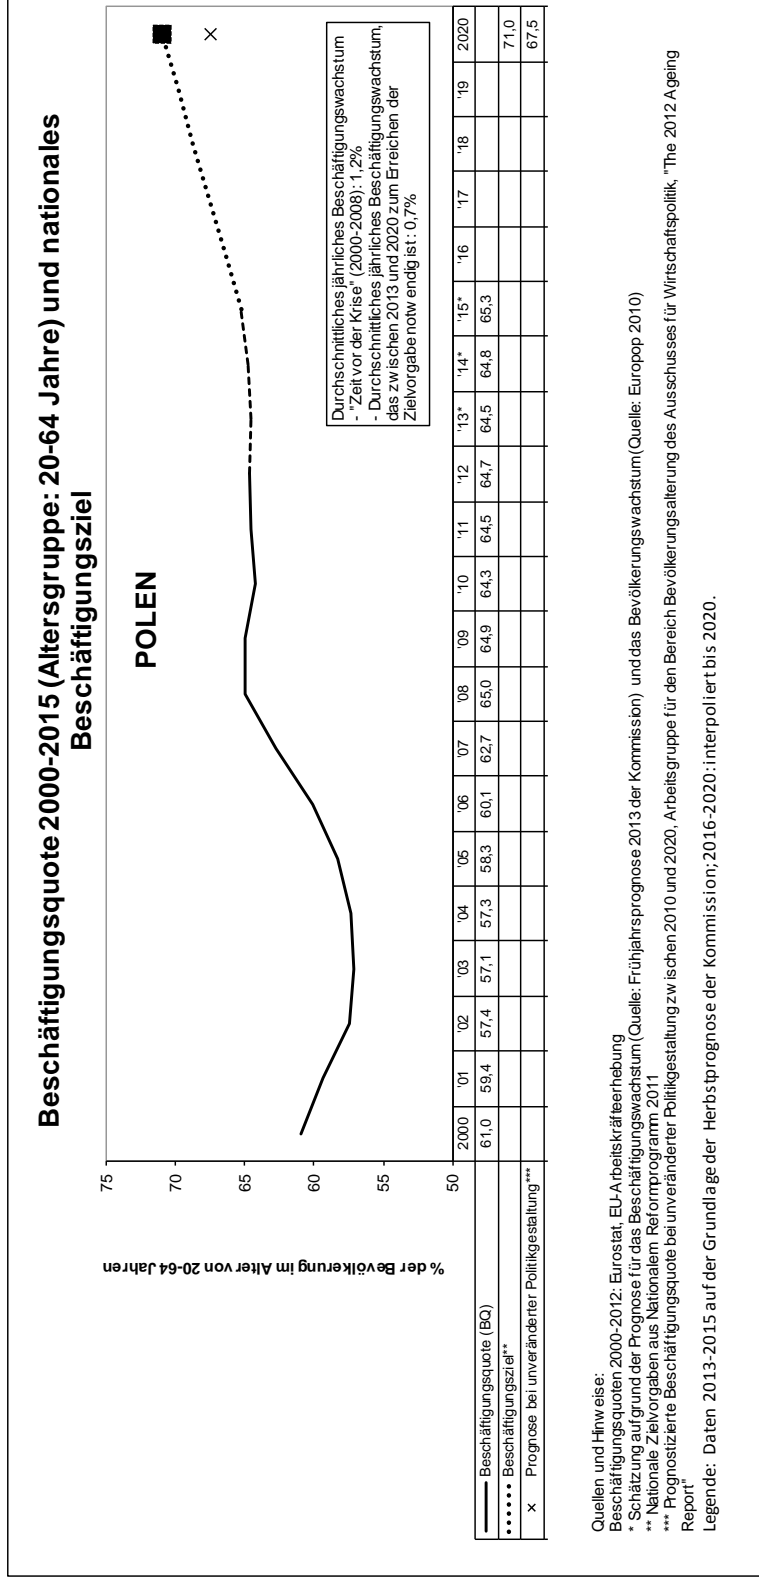 Beschäftigungsquote 2000-2015 (Altersgruppe: 20-64 Jahre) und nationales
Beschäftigungsziel
POLEN
% der Bevölkerung im Alter von 20-64 Jahren
75
70
65
60
55
50
Durchschnittliches jährliches Beschäftigungswachstum
- "Zeit vor der Krise" (2000-2008): 1,2%
- Durchschnittliches jährliches Beschäftigungswachstum,
das zwischen 2013 und 2020 zum Erreichen der
Zielvorgabe notwendig ist: 0,7%
2000 '01 '02 '03 '04 '05 '06 '07 '08 '09 '10 '11 '12 '13* '14* '15* '16 '17 '18 '19 2020
Beschäftigungsquote (BQ) 61,0 59,4 57,4 57,1 57,3 58,3 60,1 62,7 65,0 64,9 64,3 64,5 64,7 64,5 64,8 65,3
Beschäftigungsziel** 71,0
× Prognose bei unveränderter Politikgestaltung*** 67,5
Quellen und Hinweise:
Beschäftigungsquoten 2000-2012: Eurostat, EU-Arbeitskräfteerhebung
* Schätzung aufgrund der Prognose für das Beschäftigungswachstum (Quelle: Frühjahrsprognose 2013 der Kommission) und das Bevölkerungswachstum (Quelle: Europop 2010)
** Nationale Zielvorgaben aus Nationalem Reformprogramm 2011
*** Prognostizierte Beschäftigungsquote bei unveränderter Politikgestaltung zwischen 2010 und 2020, Arbeitsgruppe für den Bereich Bevölkerungsalterung des Ausschusses für Wirtschaftspolitik, "The 2012 Ageing
Report"
Legende: Daten 2013-2015 auf der Grundlage der Herbstprognose der Kommission; 2016-2020: interpoliert bis 2020.